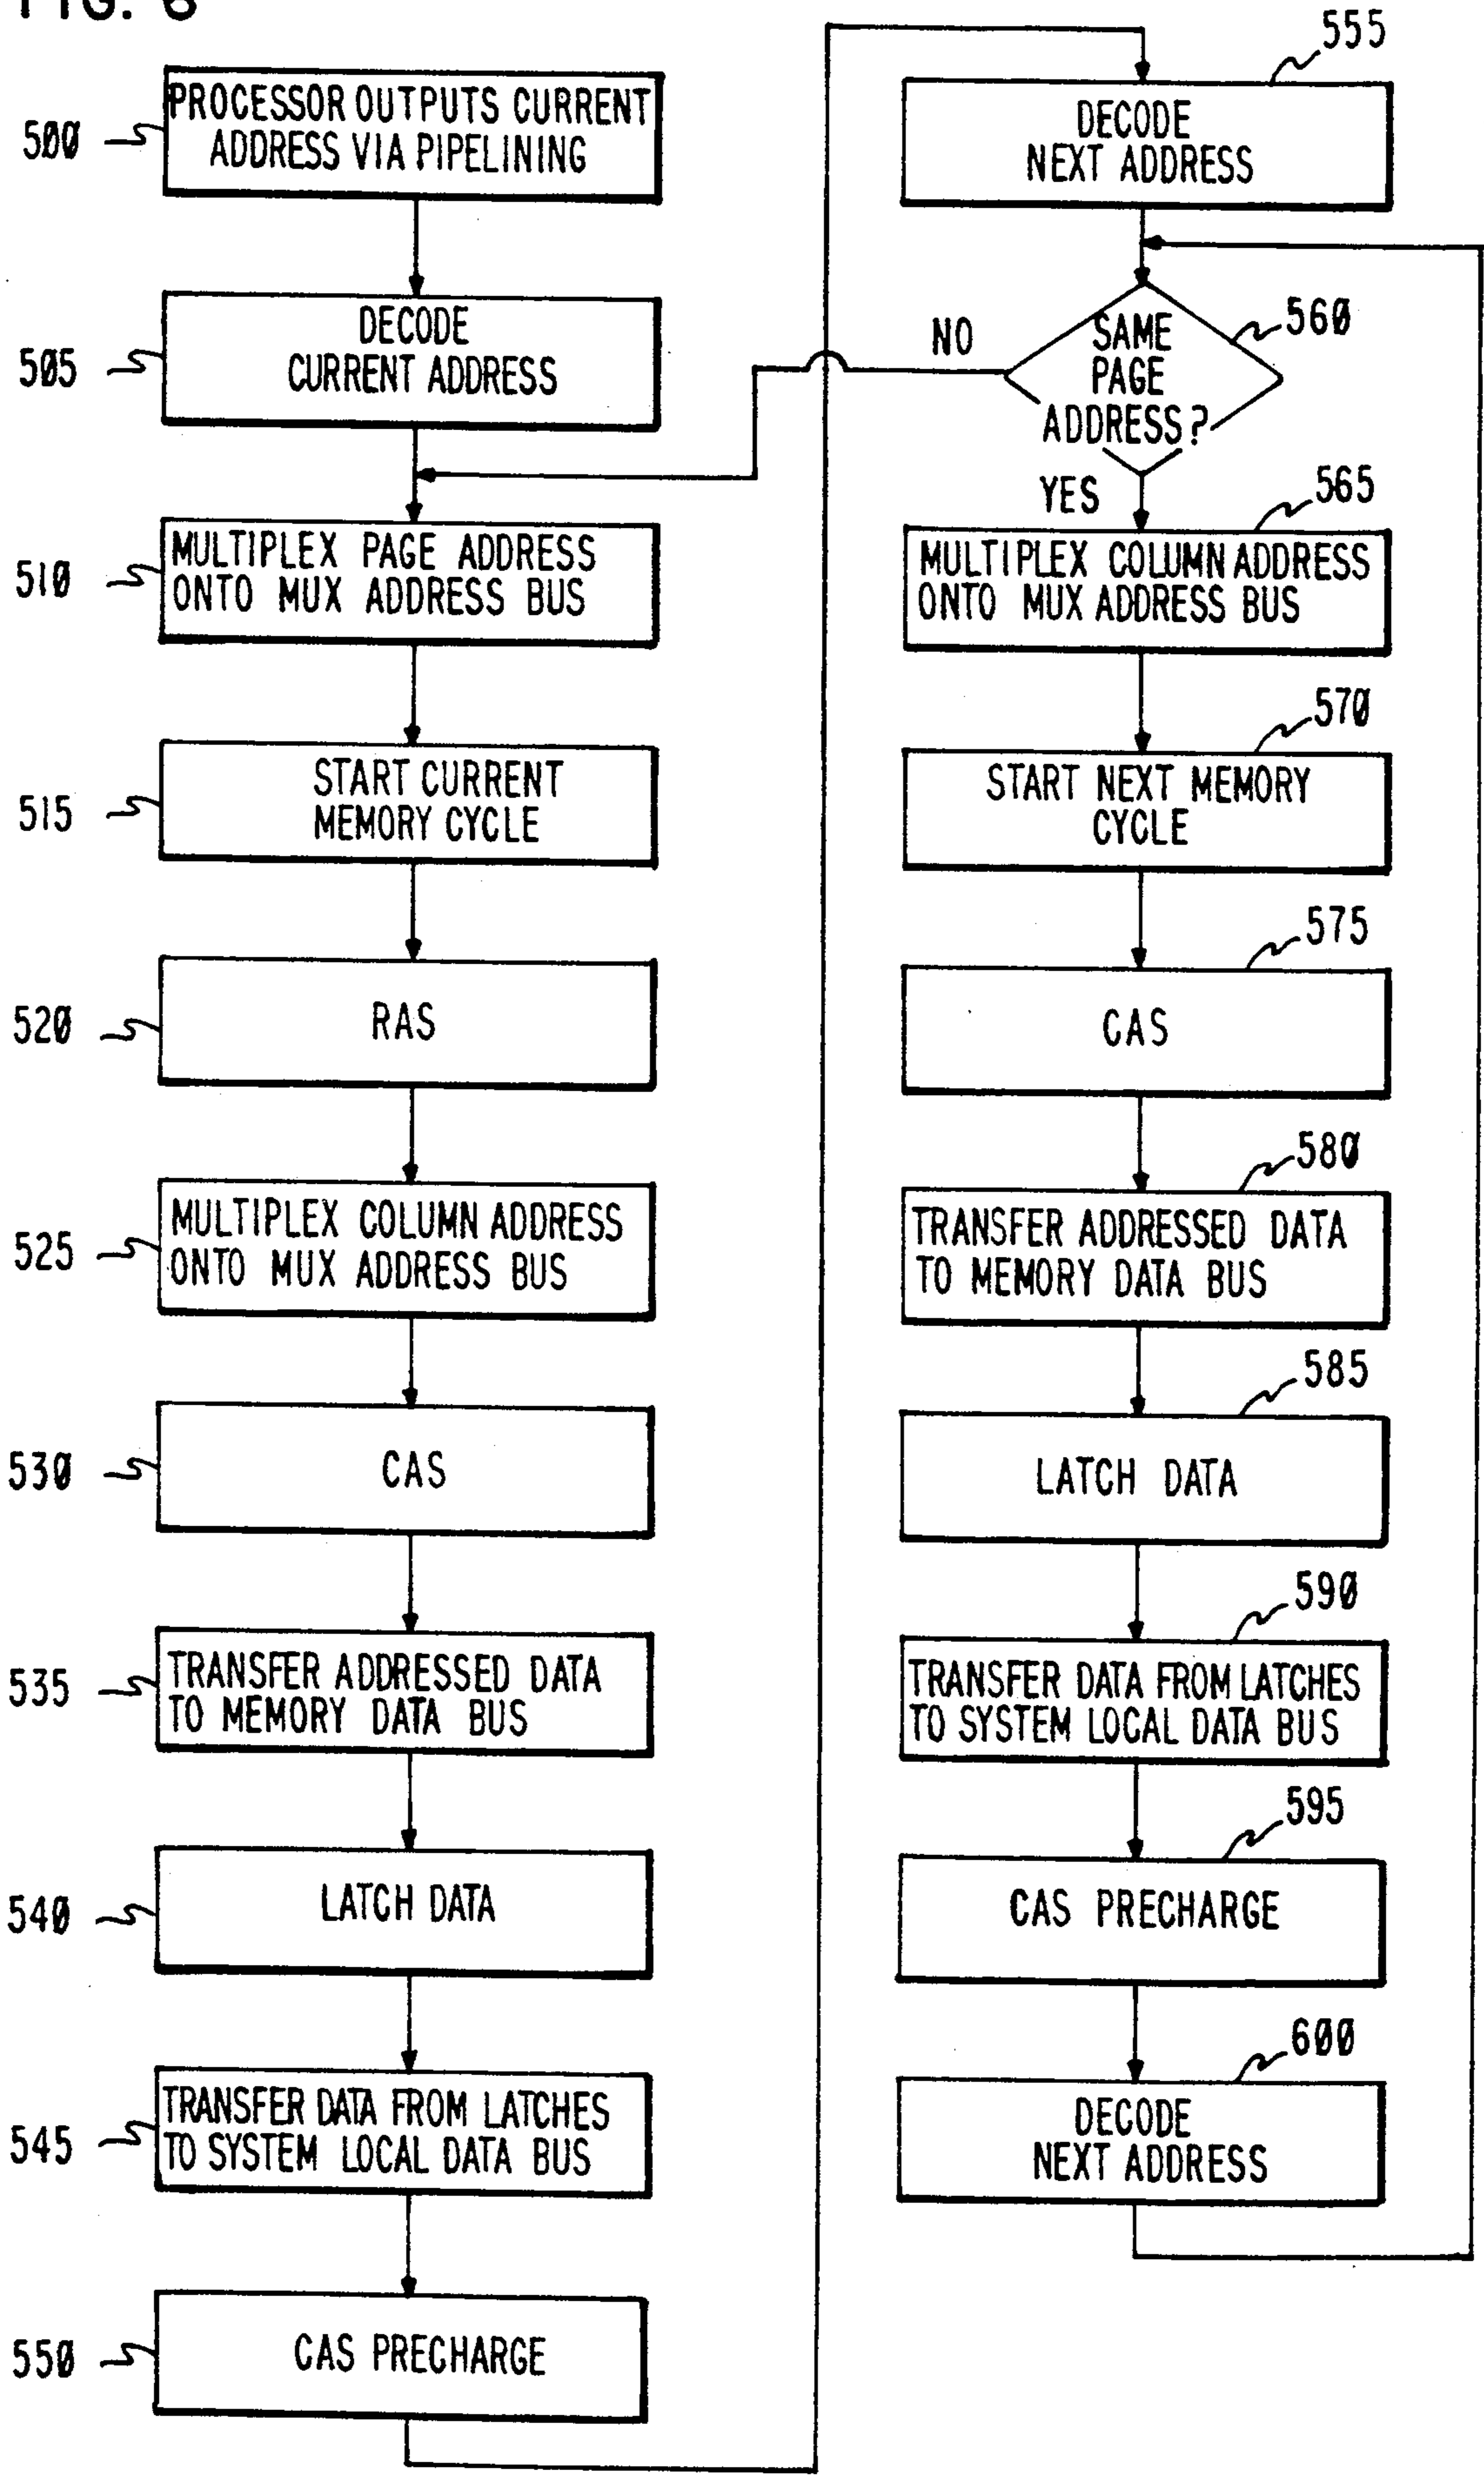 500
PROCESSOR OUTPUTS CURRENT
ADDRESS VIA PIPELINING
505
DECODE
CURRENT ADDRESS
510
MULTIPLEX PAGE ADDRESS
ONTO MUX ADDRESS BUS
515
START CURRENT
MEMORY CYCLE
520
RAS
525
MULTIPLEX COLUMN ADDRESS
ONTO MUX ADDRESS BUS
530
CAS
535
TRANSFER ADDRESSED DATA
TO MEMORY DATA BUS
540
LATCH DATA
545
TRANSFER DATA FROM LATCHES
TO SYSTEM LOCAL DATA BUS
550
CAS PRECHARGE
555
DECODE
NEXT ADDRESS
560
NO
SAME
PAGE
ADDRESS?
YES
565
MULTIPLEX COLUMN ADDRESS
ONTO MUX ADDRESS BUS
570
START NEXT MEMORY
CYCLE
575
CAS
580
TRANSFER ADDRESSED DATA
TO MEMORY DATA BUS
585
LATCH DATA
590
TRANSFER DATA FROM LATCHES
TO SYSTEM LOCAL DATA BUS
595
CAS PRECHARGE
600
DECODE
NEXT ADDRESS